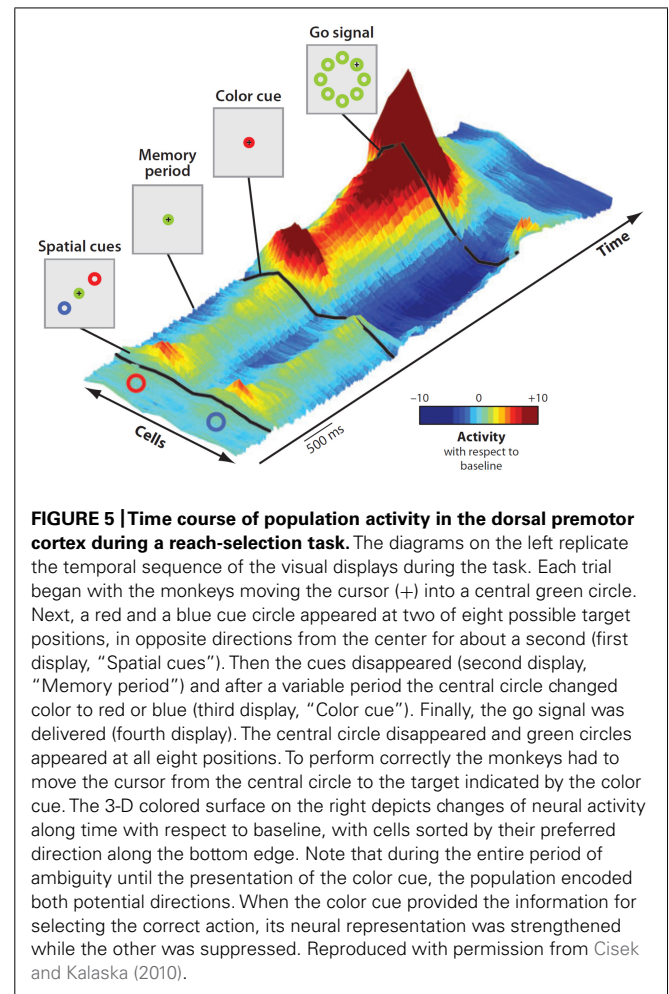 Go signal
Color cue
Memory
period
Spatial cues
Time
Cells
500 ms
–10 0 +10
Activity
with respect to
baseline
FIGURE 5 | Time course of population activity in the dorsal premotor
cortex during a reach-selection task. The diagrams on the left replicate
the temporal sequence of the visual displays during the task. Each trial
began with the monkeys moving the cursor (+) into a central green circle.
Next, a red and a blue cue circle appeared at two of eight possible target
positions, in opposite directions from the center for about a second (first
display, “Spatial cues”). Then the cues disappeared (second display,
“Memory period”) and after a variable period the central circle changed
color to red or blue (third display, “Color cue”). Finally, the go signal was
delivered (fourth display). The central circle disappeared and green circles
appeared at all eight positions. To perform correctly the monkeys had to
move the cursor from the central circle to the target indicated by the color
cue. The 3-D colored surface on the right depicts changes of neural activity
along time with respect to baseline, with cells sorted by their preferred
direction along the bottom edge. Note that during the entire period of
ambiguity until the presentation of the color cue, the population encoded
both potential directions. When the color cue provided the information for
selecting the correct action, its neural representation was strengthened
while the other was suppressed. Reproduced with permission from Cisek
and Kalaska (2010).